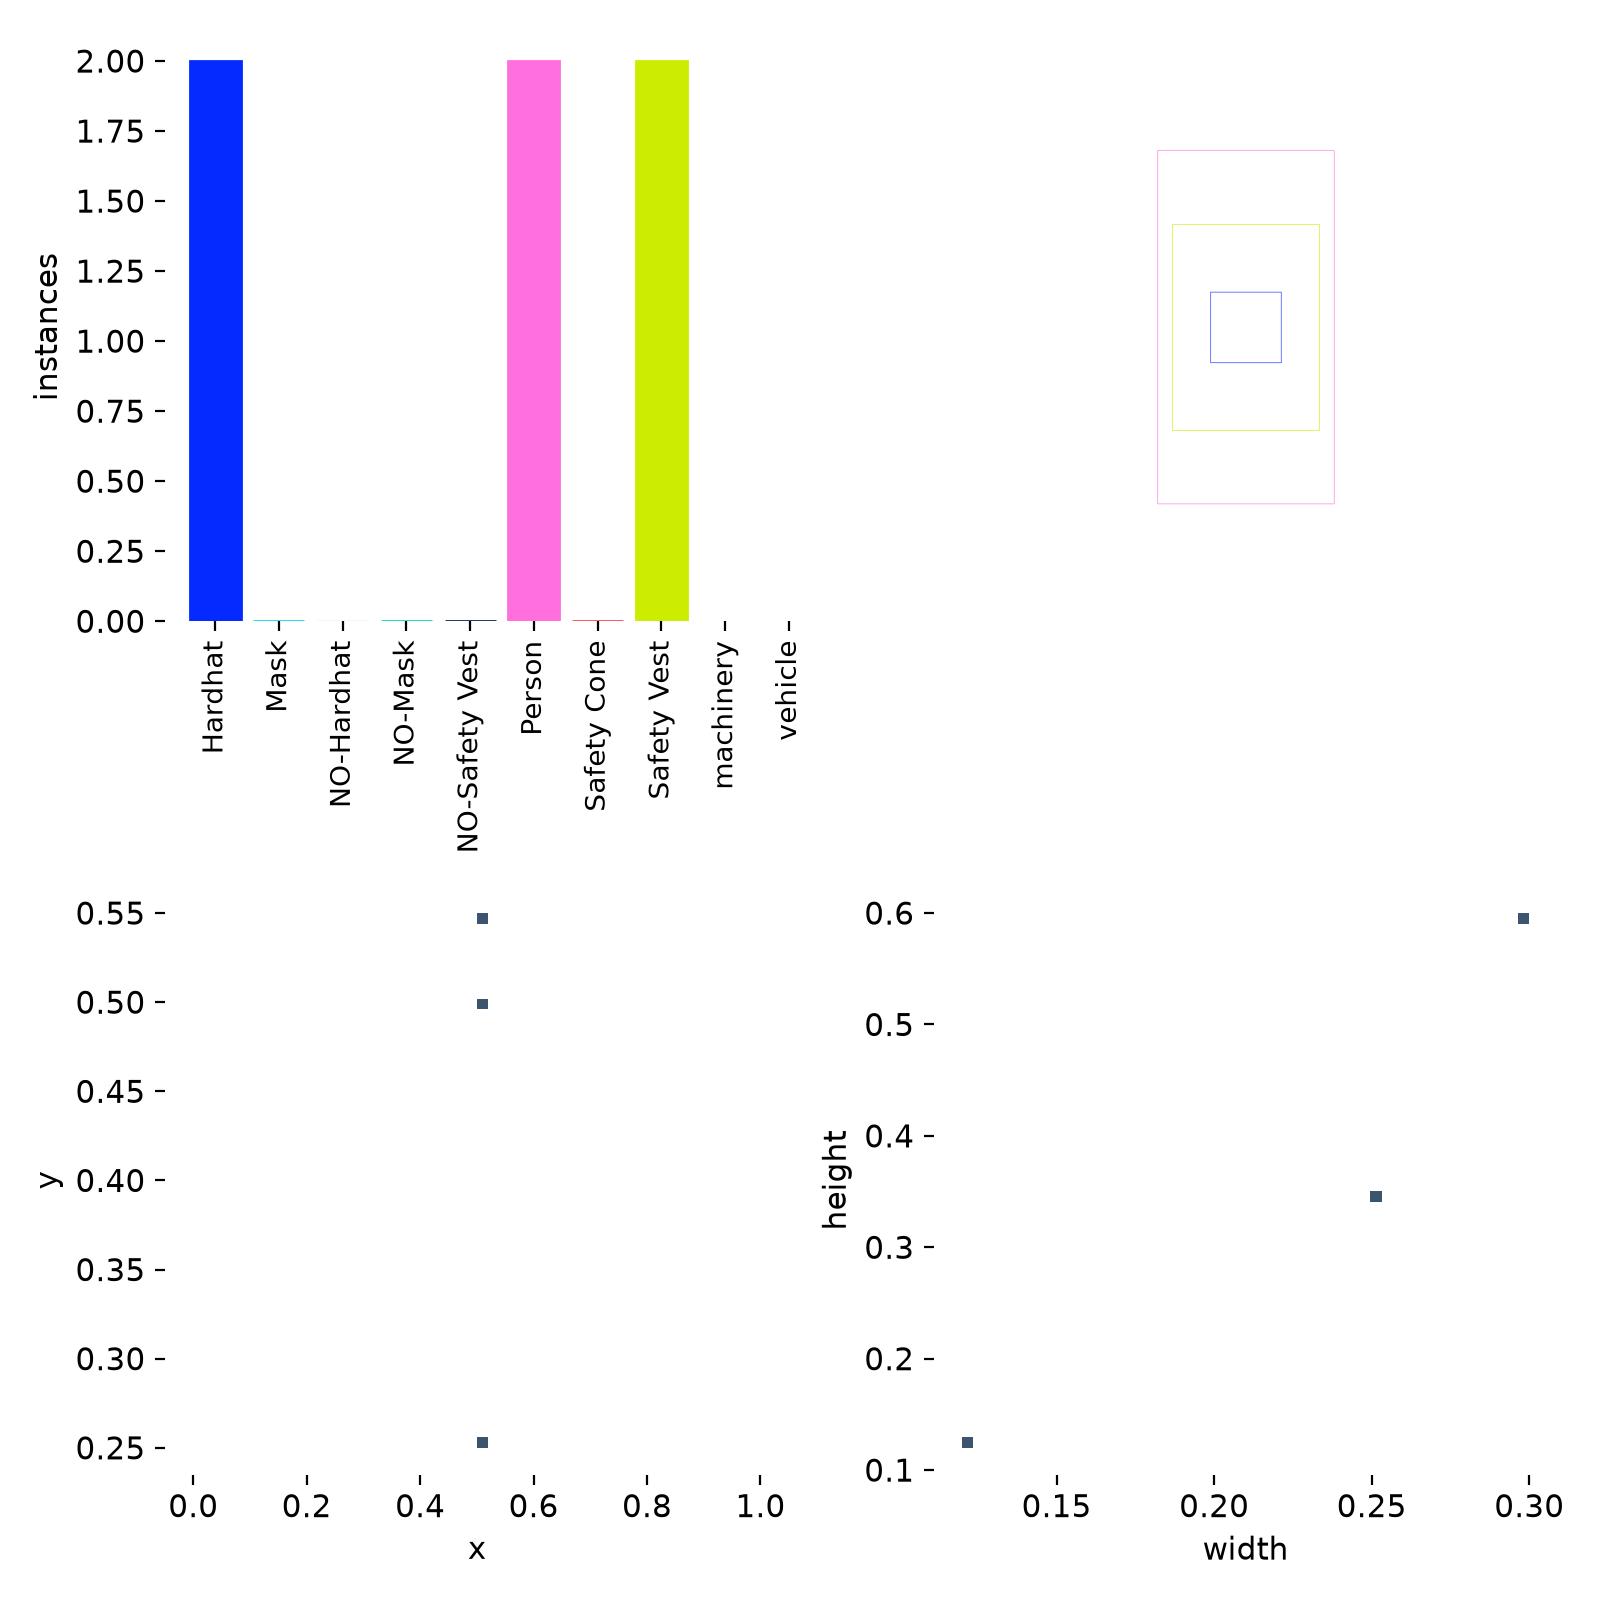 2.00
1.75
1.50
1.25
1.00
0.75
0.50
0.25
0.00
instances
Hardhat
Mask
NO-Hardhat
NO-Mask
NO-Safety Vest
Person
Safety Cone
Safety Vest
machinery
vehicle
0.55
0.50
0.45
0.40
0.35
0.30
0.25
y
0.0 0.2 0.4 0.6 0.8 1.0
x
0.6
0.5
0.4
0.3
0.2
0.1
height
0.15 0.20 0.25 0.30
width